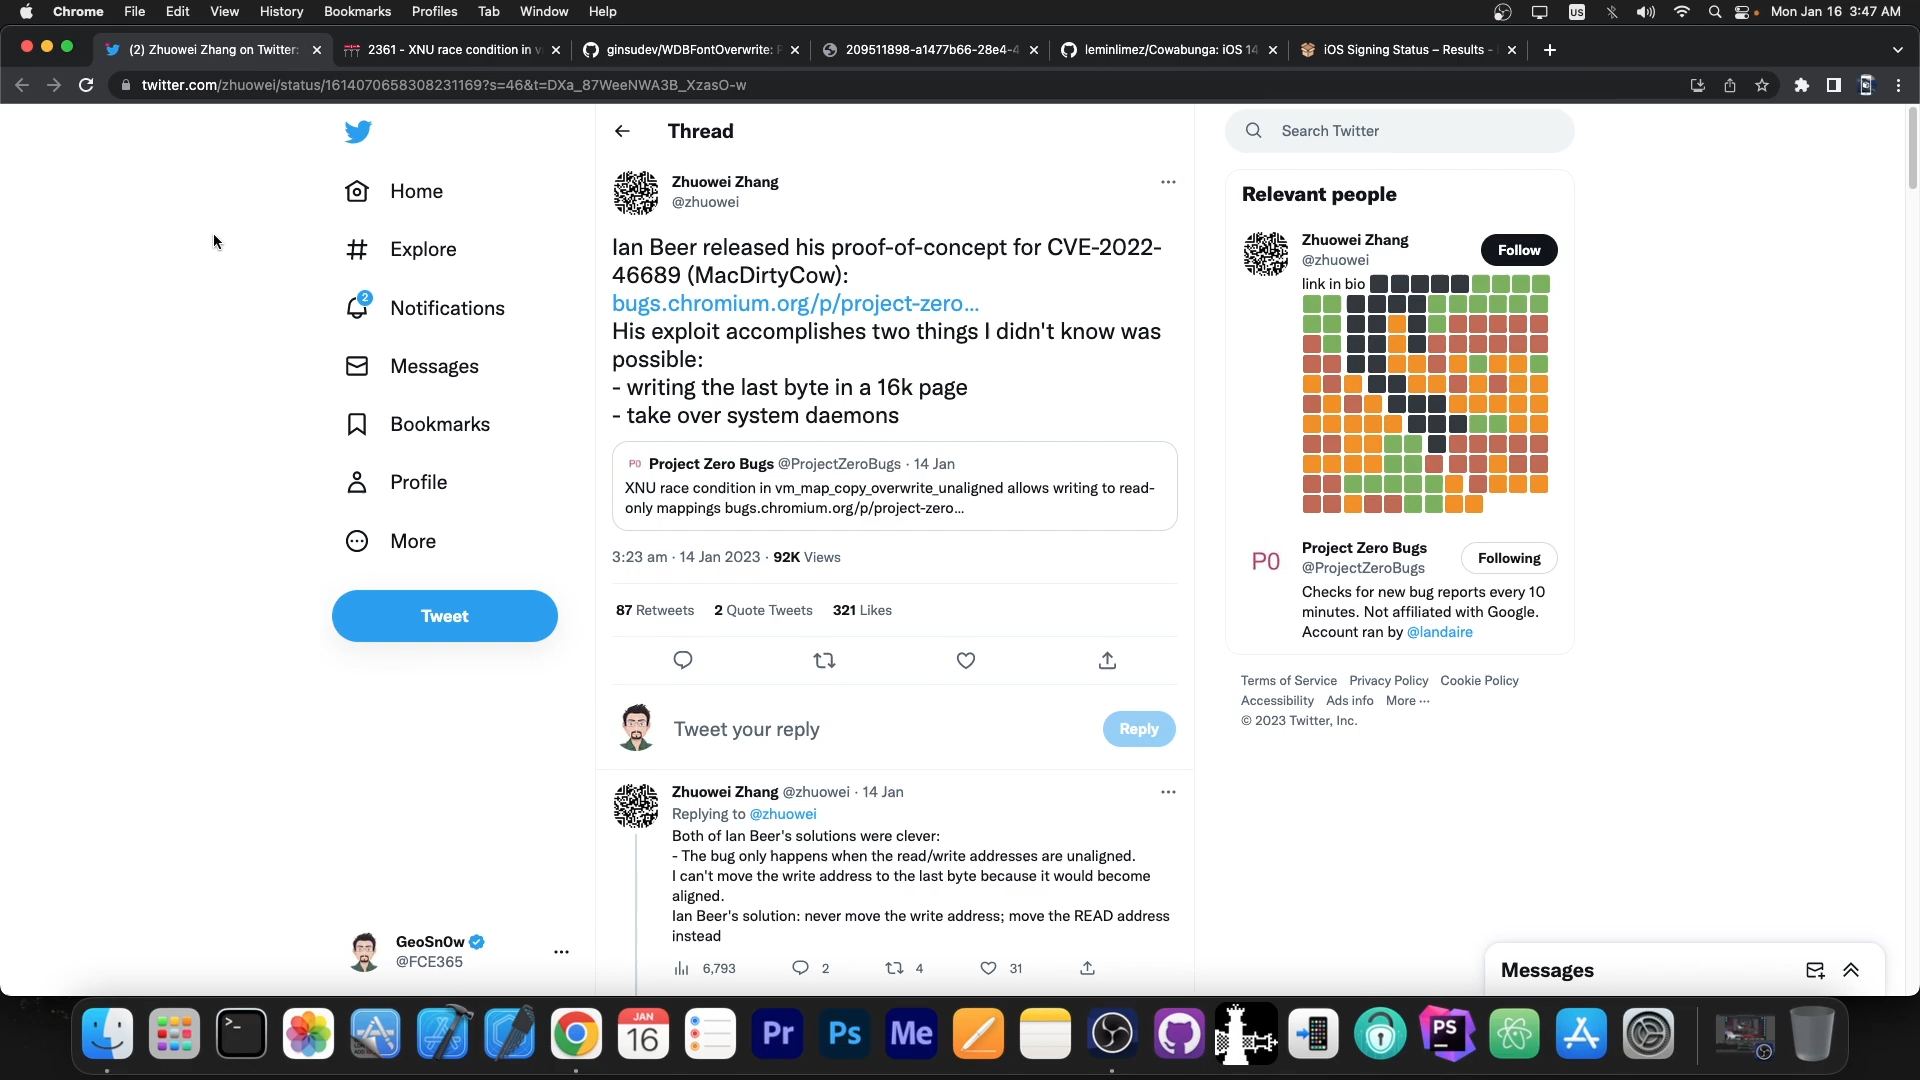 Chrome File Edit View History Bookmarks Profiles Tab Window Help US Mon Jan 16 3:47 AM
(2) Zhuowei Zhang on Twitter: 2361 - XNU race condition in v ginsudev/WDBFontOverwrite: P 209511898-a1477b66-28e4-4 leminlimez/Cowabunga: iOS 14 iOS Signing Status – Results -
twitter.com/zhuowei/status/1614070658308231169?s=46&t=DXa_87WeeNWA3B_XzasO-w
Home
Explore
2
Notifications
Messages
Bookmarks
Profile
More
Tweet
GeoSn0w
@FCE365
Thread
Zhuowei Zhang
@zhuowei
Ian Beer released his proof-of-concept for CVE-2022-
46689 (MacDirtyCow):
bugs.chromium.org/p/project-zero...
His exploit accomplishes two things I didn't know was
possible:
- writing the last byte in a 16k page
- take over system daemons
P0 Project Zero Bugs @ProjectZeroBugs · 14 Jan
XNU race condition in vm_map_copy_overwrite_unaligned allows writing to read-
only mappings bugs.chromium.org/p/project-zero...
3:23 am · 14 Jan 2023 · 92K Views
87 Retweets 2 Quote Tweets 321 Likes
Tweet your reply
Reply
Zhuowei Zhang @zhuowei · 14 Jan
Replying to @zhuowei
Both of Ian Beer's solutions were clever:
- The bug only happens when the read/write addresses are unaligned.
I can't move the write address to the last byte because it would become
aligned.
Ian Beer's solution: never move the write address; move the READ address
instead
6,793 2 4 31
Search Twitter
Relevant people
Zhuowei Zhang
@zhuowei
Follow
link in bio
P0
Project Zero Bugs
@ProjectZeroBugs
Following
Checks for new bug reports every 10
minutes. Not affiliated with Google.
Account ran by @landaire
Terms of Service Privacy Policy Cookie Policy
Accessibility Ads info More ···
© 2023 Twitter, Inc.
Messages
JAN
16
Pr Ps Me PS